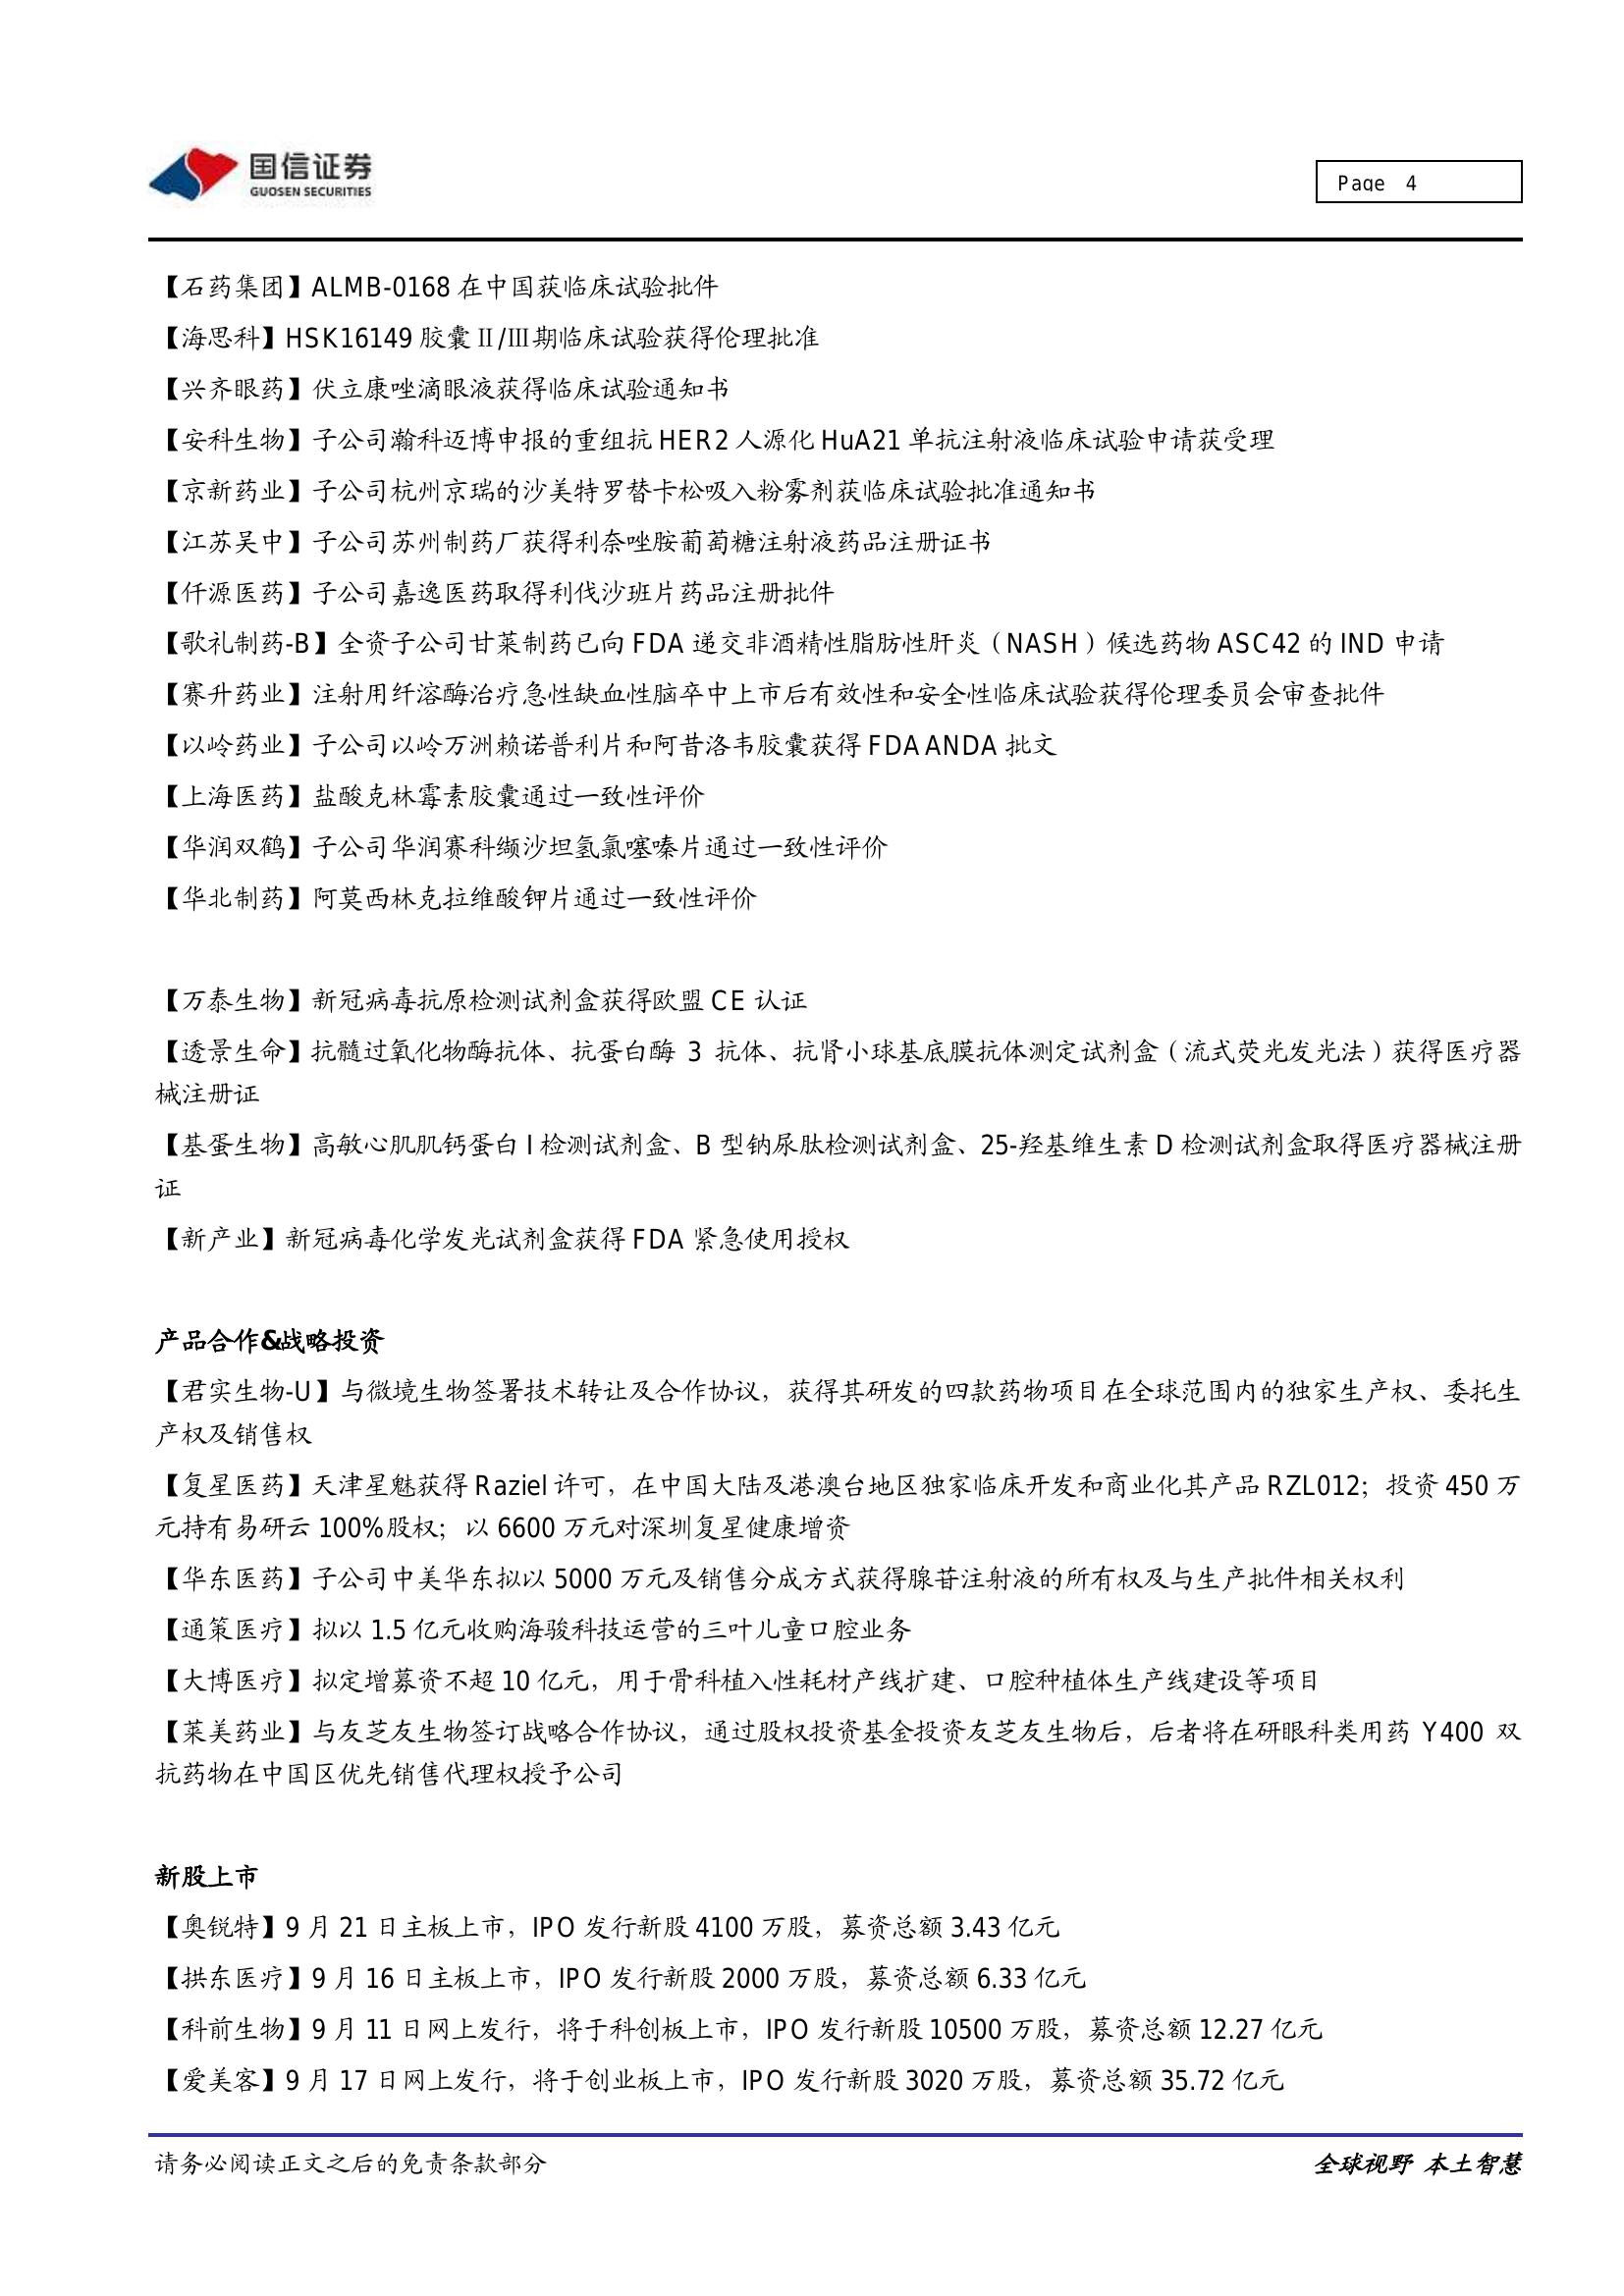 国信证券
GUOSEN SECURITIES
Page 4
【石药集团】ALMB-0168 在中国获临床试验批件
【海思科】HSK16149 胶囊Ⅱ/Ⅲ期临床试验获得伦理批准
【兴齐眼药】伏立康唑滴眼液获得临床试验通知书
【安科生物】子公司瀚科迈博申报的重组抗 HER2 人源化 HuA21 单抗注射液临床试验申请获受理
【京新药业】子公司杭州京瑞的沙美特罗替卡松吸入粉雾剂获临床试验批准通知书
【江苏吴中】子公司苏州制药厂获得利奈唑胺葡萄糖注射液药品注册证书
【仟源医药】子公司嘉逸医药取得利伐沙班片药品注册批件
【歌礼制药-B】全资子公司甘莱制药已向 FDA 递交非酒精性脂肪性肝炎（NASH）候选药物 ASC42 的 IND 申请
【赛升药业】注射用纤溶酶治疗急性缺血性脑卒中上市后有效性和安全性临床试验获得伦理委员会审查批件
【以岭药业】子公司以岭万洲赖诺普利片和阿昔洛韦胶囊获得 FDA ANDA 批文
【上海医药】盐酸克林霉素胶囊通过一致性评价
【华润双鹤】子公司华润赛科缬沙坦氢氯噻嗪片通过一致性评价
【华北制药】阿莫西林克拉维酸钾片通过一致性评价
【万泰生物】新冠病毒抗原检测试剂盒获得欧盟 CE 认证
【透景生命】抗髓过氧化物酶抗体、抗蛋白酶 3 抗体、抗肾小球基底膜抗体测定试剂盒（流式荧光发光法）获得医疗器
械注册证
【基蛋生物】高敏心肌肌钙蛋白 I 检测试剂盒、B 型钠尿肽检测试剂盒、25-羟基维生素 D 检测试剂盒取得医疗器械注册
证
【新产业】新冠病毒化学发光试剂盒获得 FDA 紧急使用授权
产品合作&战略投资
【君实生物-U】与微境生物签署技术转让及合作协议，获得其研发的四款药物项目在全球范围内的独家生产权、委托生
产权及销售权
【复星医药】天津星魅获得 Raziel 许可，在中国大陆及港澳台地区独家临床开发和商业化其产品 RZL012；投资 450 万
元持有易研云 100%股权；以 6600 万元对深圳复星健康增资
【华东医药】子公司中美华东拟以 5000 万元及销售分成方式获得腺苷注射液的所有权及与生产批件相关权利
【通策医疗】拟以 1.5 亿元收购海骏科技运营的三叶儿童口腔业务
【大博医疗】拟定增募资不超 10 亿元，用于骨科植入性耗材产线扩建、口腔种植体生产线建设等项目
【莱美药业】与友芝友生物签订战略合作协议，通过股权投资基金投资友芝友生物后，后者将在研眼科类用药 Y400 双
抗药物在中国区优先销售代理权授予公司
新股上市
【奥锐特】9 月 21 日主板上市，IPO 发行新股 4100 万股，募资总额 3.43 亿元
【拱东医疗】9 月 16 日主板上市，IPO 发行新股 2000 万股，募资总额 6.33 亿元
【科前生物】9 月 11 日网上发行，将于科创板上市，IPO 发行新股 10500 万股，募资总额 12.27 亿元
【爱美客】9 月 17 日网上发行，将于创业板上市，IPO 发行新股 3020 万股，募资总额 35.72 亿元
请务必阅读正文之后的免责条款部分
全球视野 本土智慧